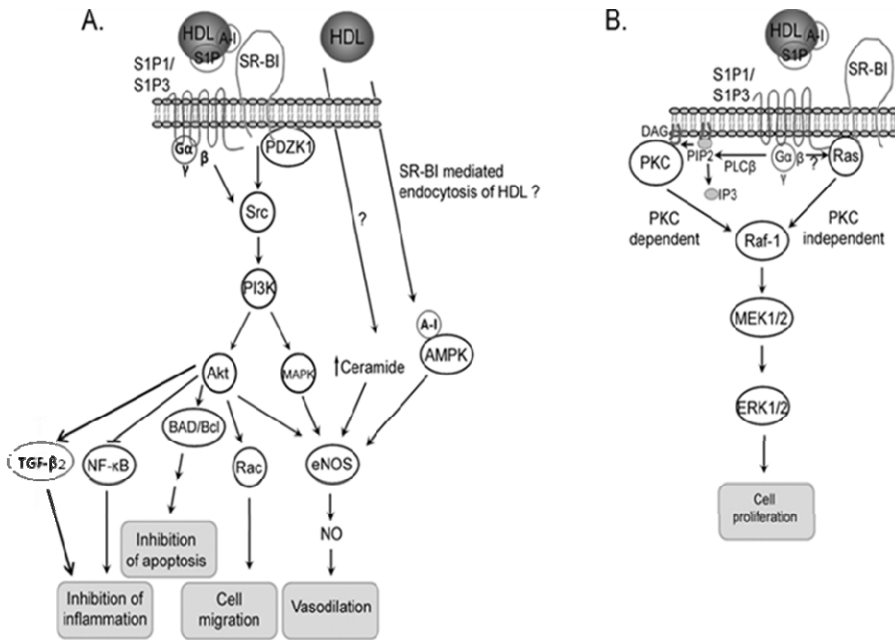 A.
HDL
A-I
S1P
HDL
S1P1/
S1P3
SR-BI
Gα
β
γ
PDZK1
Src
SR-BI mediated
endocytosis of HDL ?
?
PI3K
A-I
Akt
MAPK
Ceramide
AMPK
BAD/Bcl
TGF-β2
NF-κB
Rac
eNOS
NO
Inhibition
of apoptosis
Inhibition of
inflammation
Cell
migration
Vasodilation
B.
HDL
A-I
S1P
S1P1/
S1P3
SR-BI
DAG
PKC
PIP2
PLCβ
Gα
β
γ
?
Ras
IP3
PKC
dependent
Raf-1
PKC
independent
MEK1/2
ERK1/2
Cell
proliferation